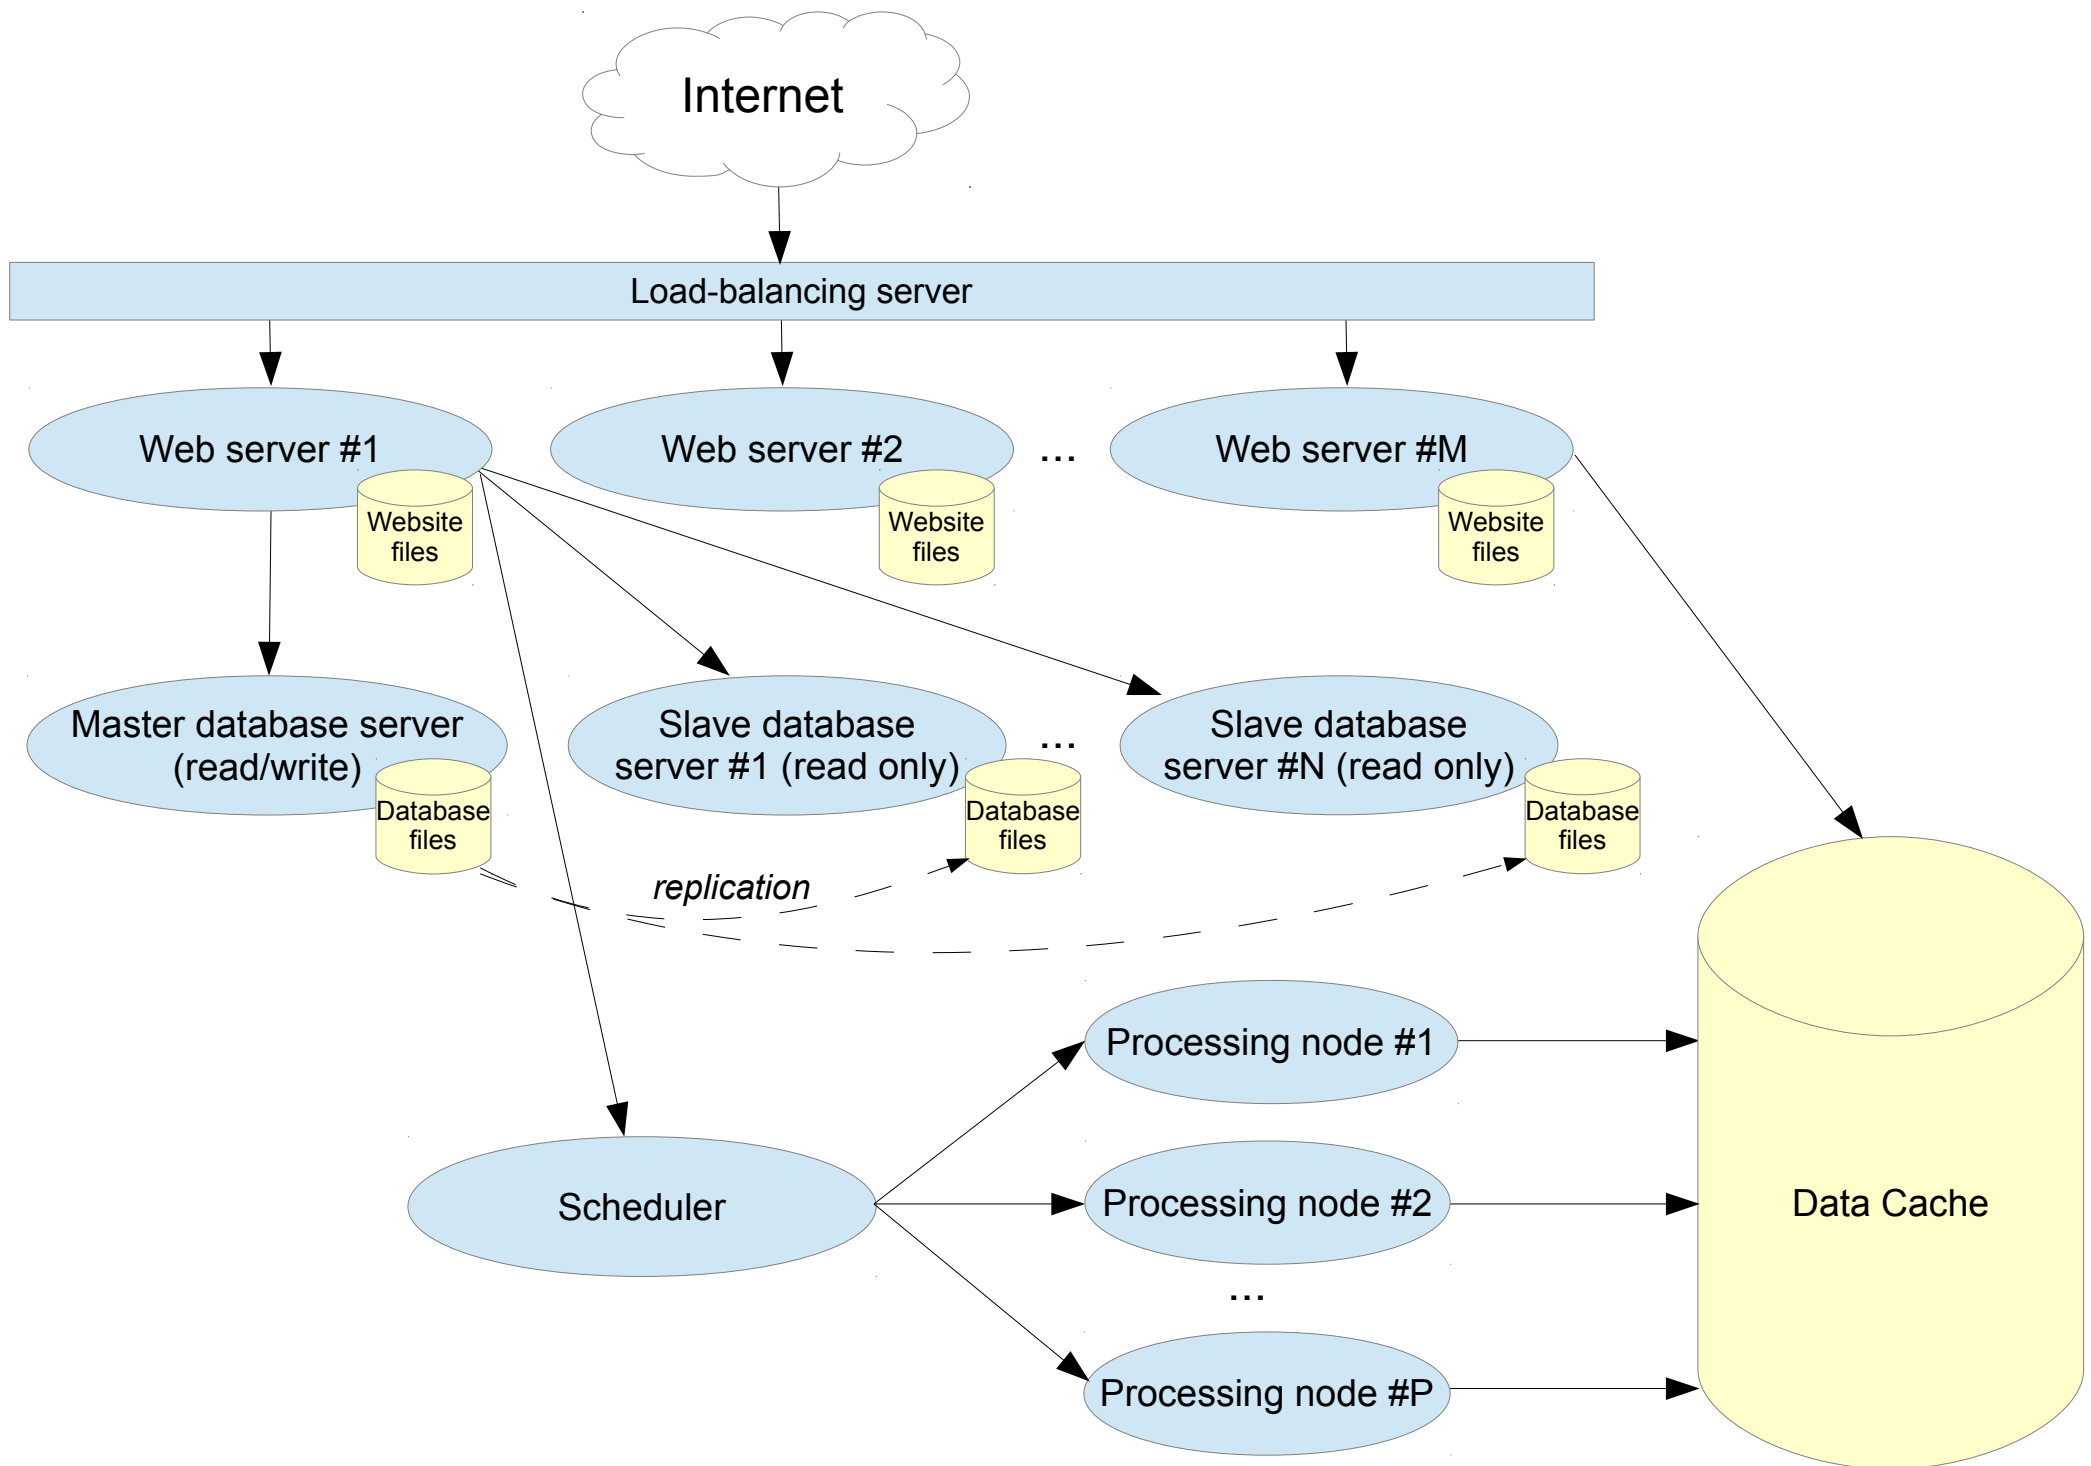 Internet
Load-balancing server
Web server #1
Web server #2
...
Web server #M
Website
files
Website
files
Website
files
Master database server
(read/write)
Slave database
server #1 (read only)
...
Slave database
server #N (read only)
Database
files
Database
files
Database
files
replication
Processing node #1
Scheduler
Processing node #2
Data Cache
...
Processing node #P